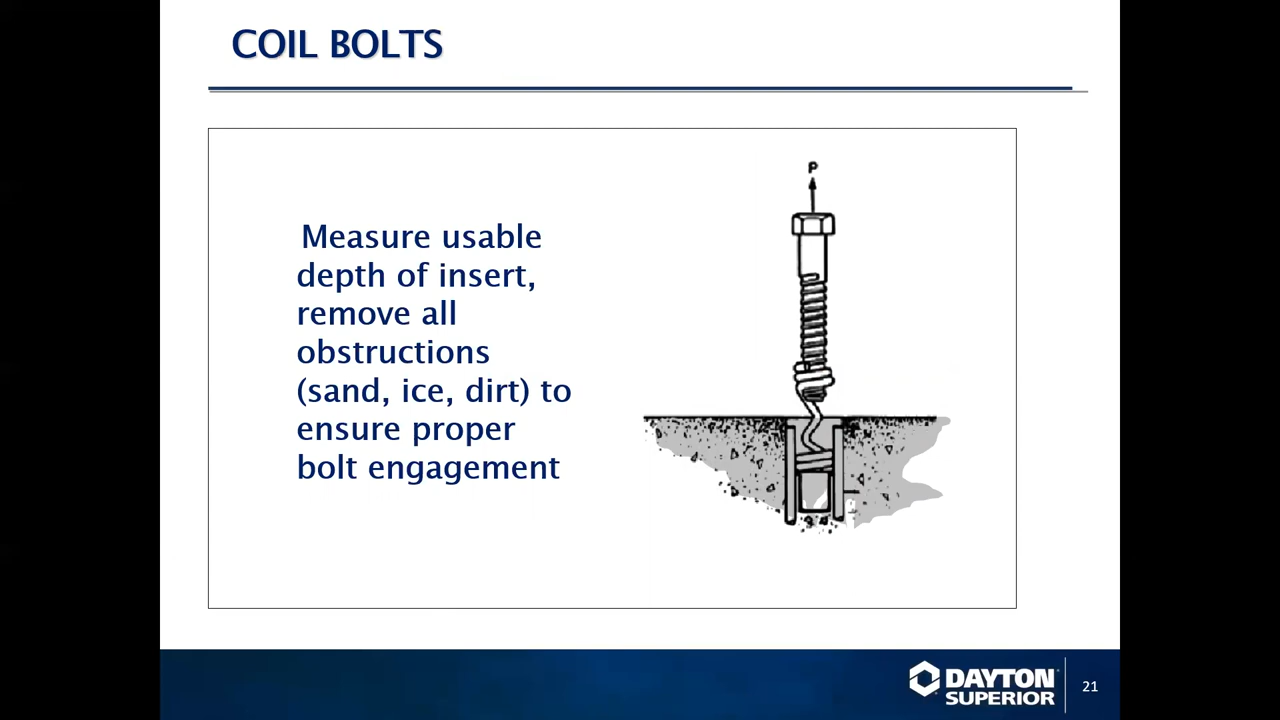 COIL BOLTS
P
Measure usable
depth of insert,
remove all
obstructions
(sand, ice, dirt) to
ensure proper
bolt engagement
DAYTON
SUPERIOR
21